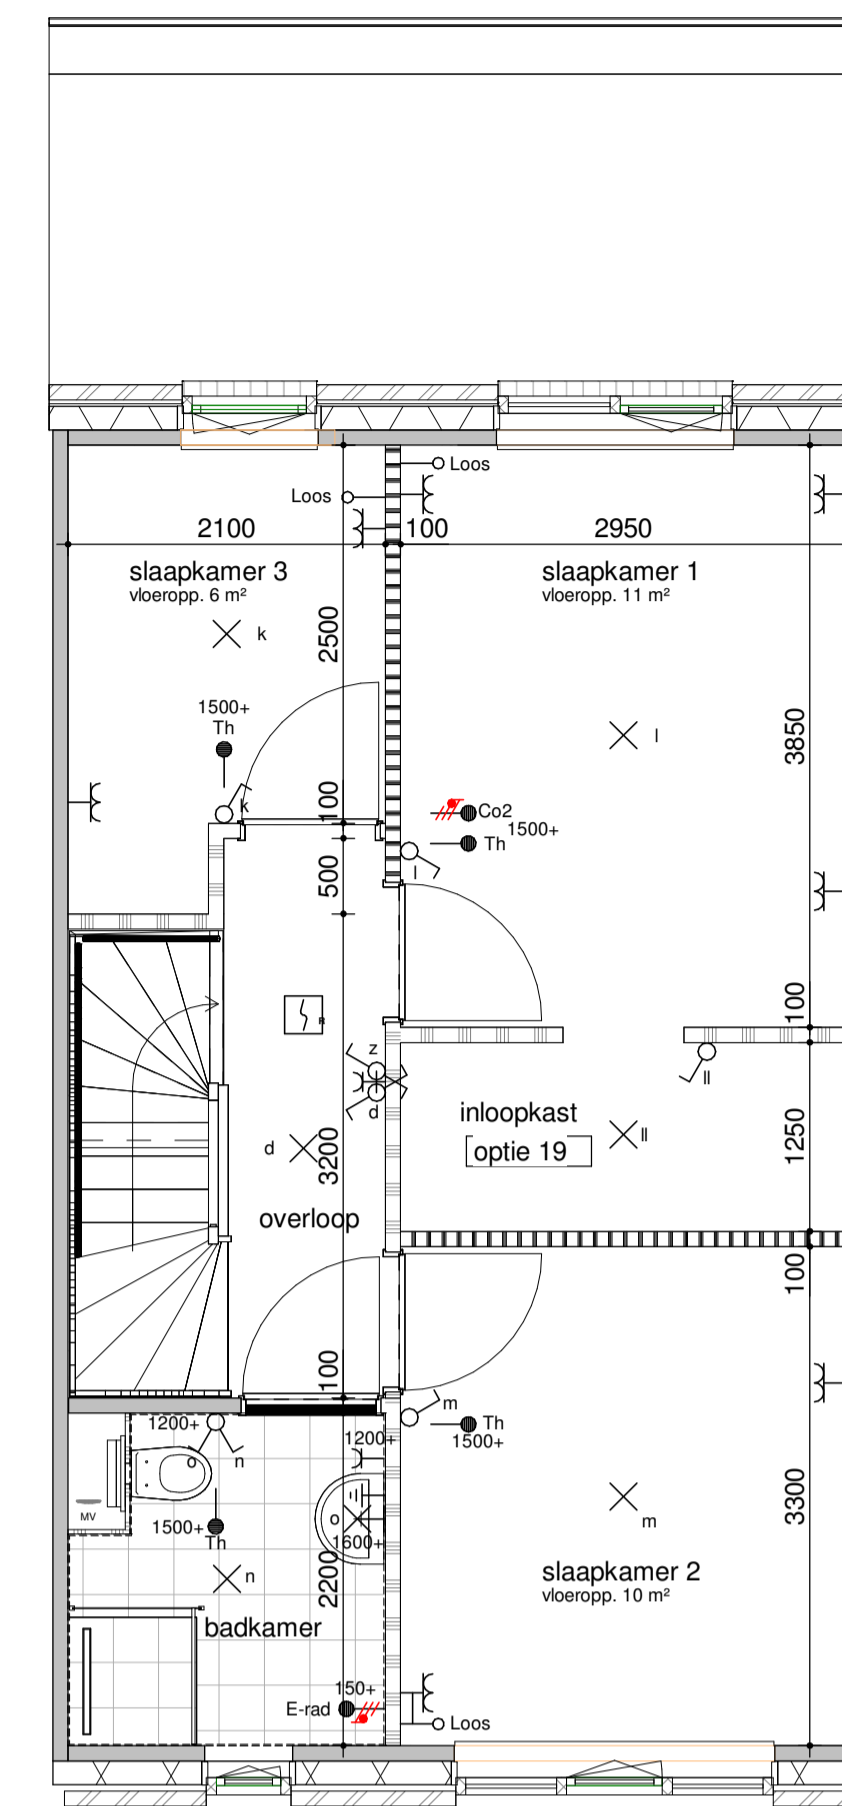 Loos
Loos
2100
100
2950
slaapkamer 3
vloeropp. 6 m²
slaapkamer 1
vloeropp. 11 m²
k
2500
1500+
Th
l
3850
k
100
Co2
1500+
Th
l
500
100
R
z
d
ll
inloopkast
optie 19
ll
1250
d
3200
overloop
100
100
m
1200+
o
n
1200+
Th
1500+
MV
1500+
Th
o
1600+
m
3300
n
2200
slaapkamer 2
vloeropp. 10 m²
badkamer
150+
E-rad
Loos